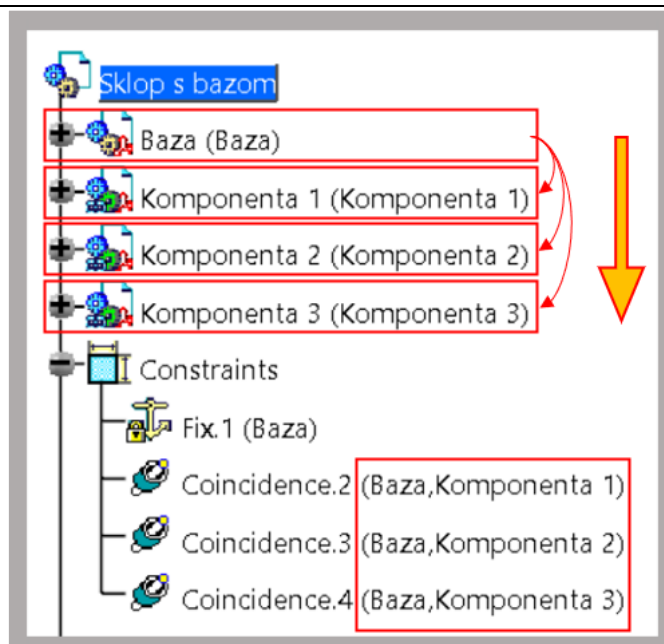 Sklop s bazom
Baza (Baza)
Komponenta 1 (Komponenta 1)
Komponenta 2 (Komponenta 2)
Komponenta 3 (Komponenta 3)
Constraints
Fix.1 (Baza)
Coincidence.2 (Baza,Komponenta 1)
Coincidence.3 (Baza,Komponenta 2)
Coincidence.4 (Baza,Komponenta 3)